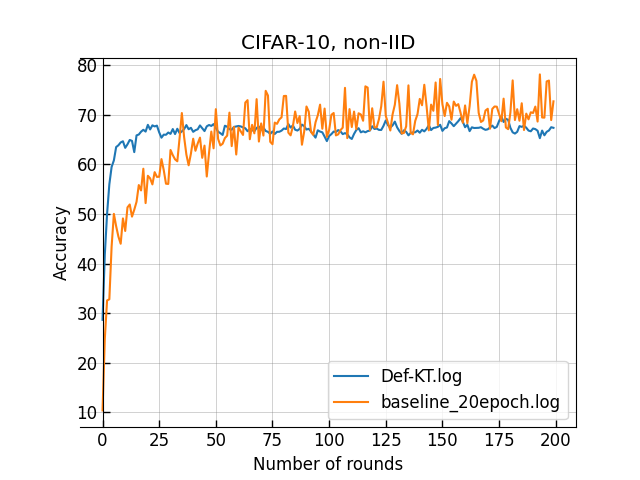 CIFAR-10, non-IID
Accuracy
80
70
60
50
40
30
20
10
0 25 50 75 100 125 150 175 200
Number of rounds
Def-KT.log
baseline_20epoch.log